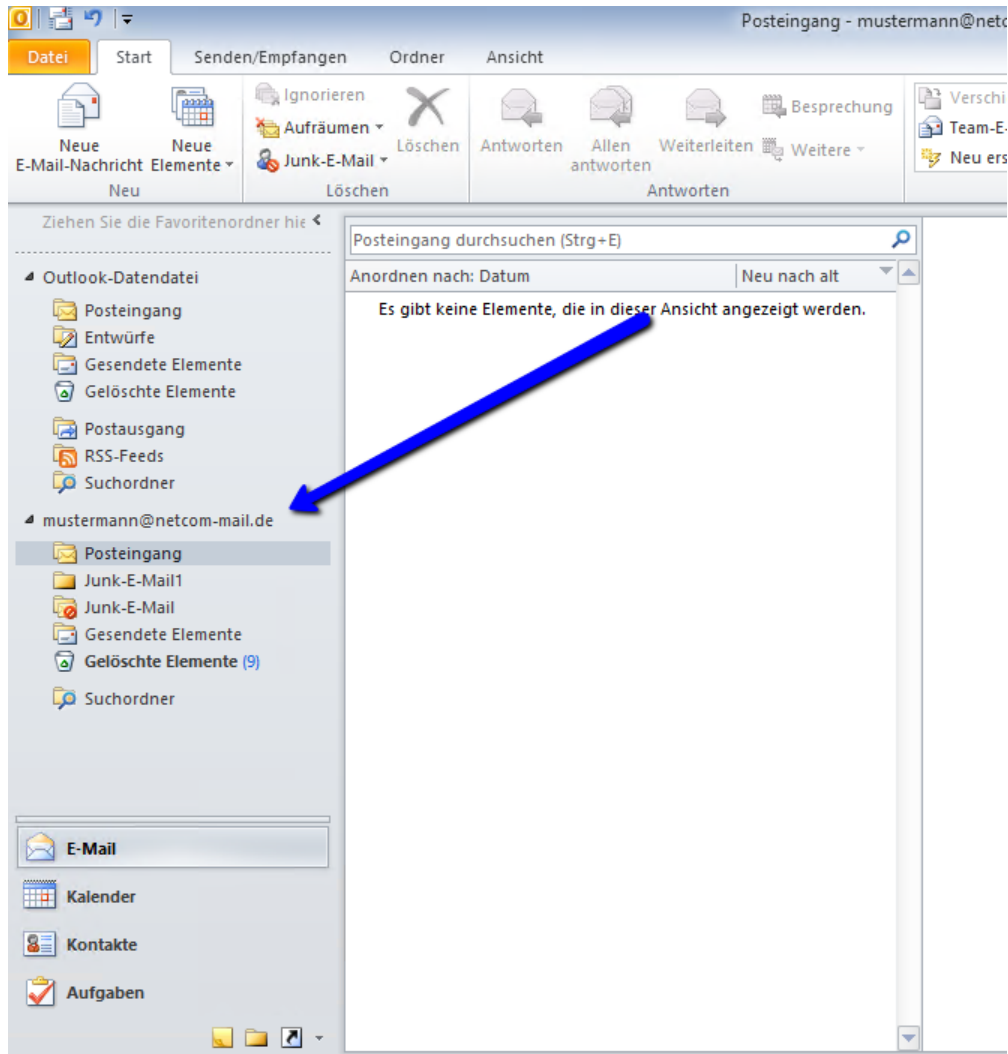 Posteingang - mustermann@netc
Datei Start Senden/Empfangen Ordner Ansicht
Neue E-Mail-Nachricht
Neue Elemente
Neu
Ignorieren
Aufräumen
Junk-E-Mail
Löschen
Löschen
Antworten
Allen antworten
Weiterleiten
Besprechung
Weitere
Antworten
Verschi
Team-E-
Neu ers
Ziehen Sie die Favoritenordner hie
Outlook-Datendatei
Posteingang
Entwürfe
Gesendete Elemente
Gelöschte Elemente
Postausgang
RSS-Feeds
Suchordner
mustermann@netcom-mail.de
Posteingang
Junk-E-Mail1
Junk-E-Mail
Gesendete Elemente
Gelöschte Elemente (9)
Suchordner
E-Mail
Kalender
Kontakte
Aufgaben
Posteingang durchsuchen (Strg+E)
Anordnen nach: Datum Neu nach alt
Es gibt keine Elemente, die in dieser Ansicht angezeigt werden.